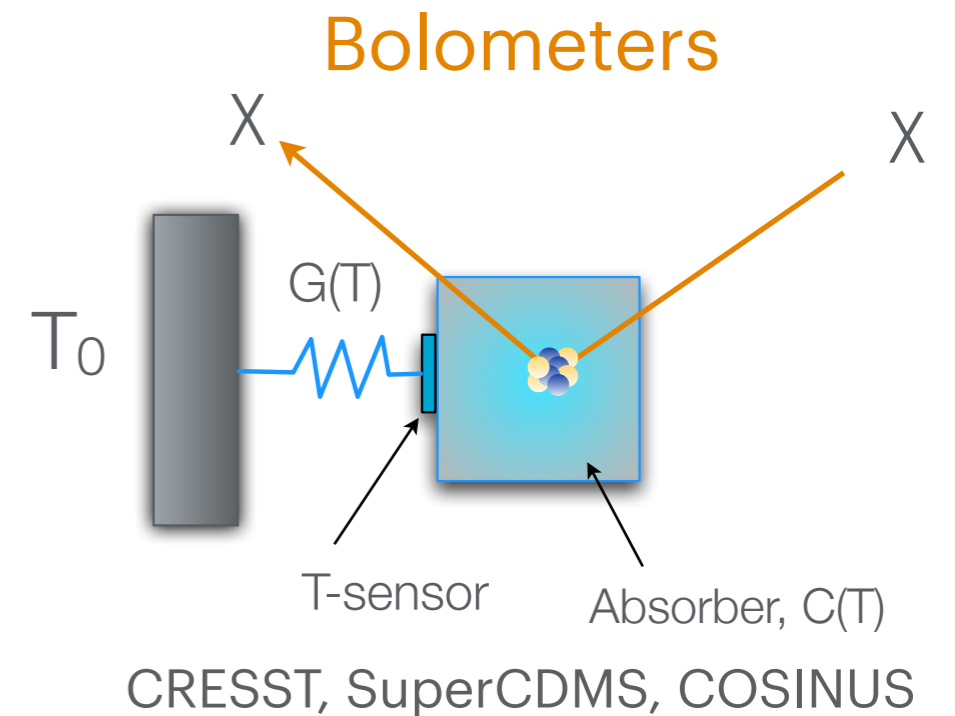 Bolometers
X
X
G(T)
T₀
T-sensor
Absorber, C(T)
CRESST, SuperCDMS, COSINUS